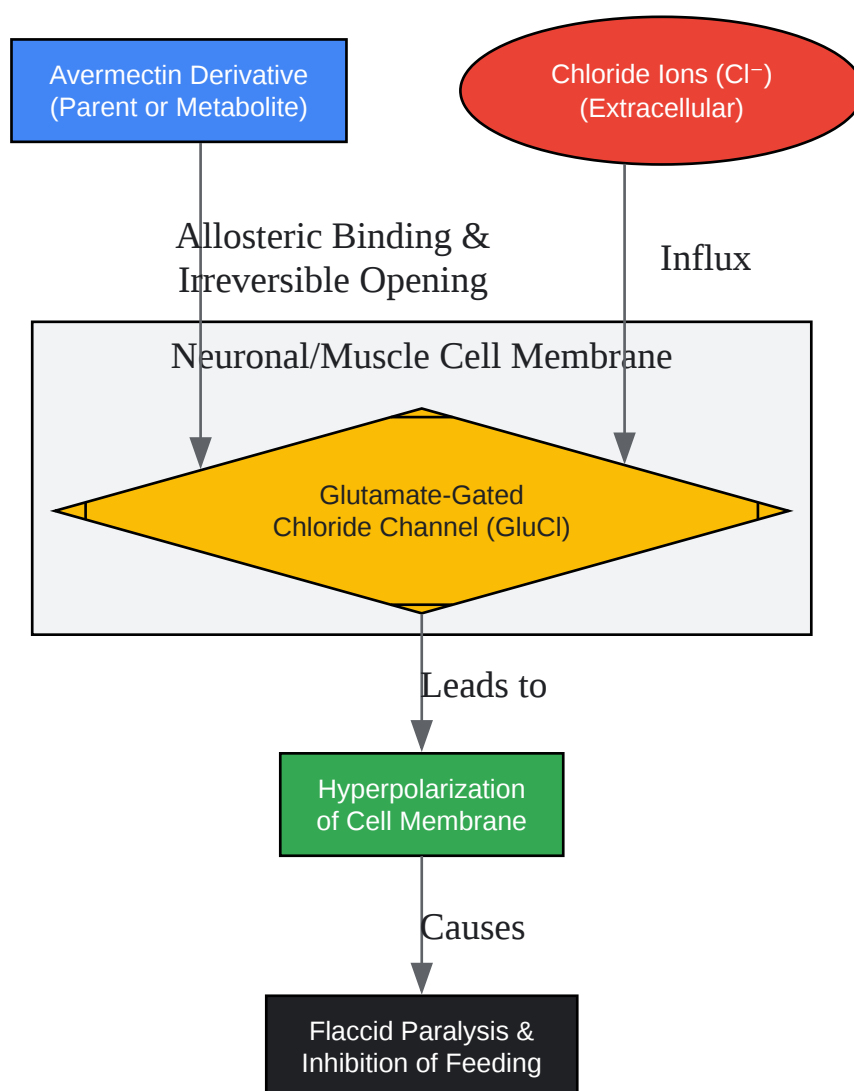 Avermectin Derivative
(Parent or Metabolite)
Chloride Ions (Cl⁻)
(Extracellular)
Allosteric Binding &
Irreversible Opening
Influx
Neuronal/Muscle Cell Membrane
Glutamate-Gated
Chloride Channel (GluCl)
Leads to
Hyperpolarization
of Cell Membrane
Causes
Flaccid Paralysis &
Inhibition of Feeding